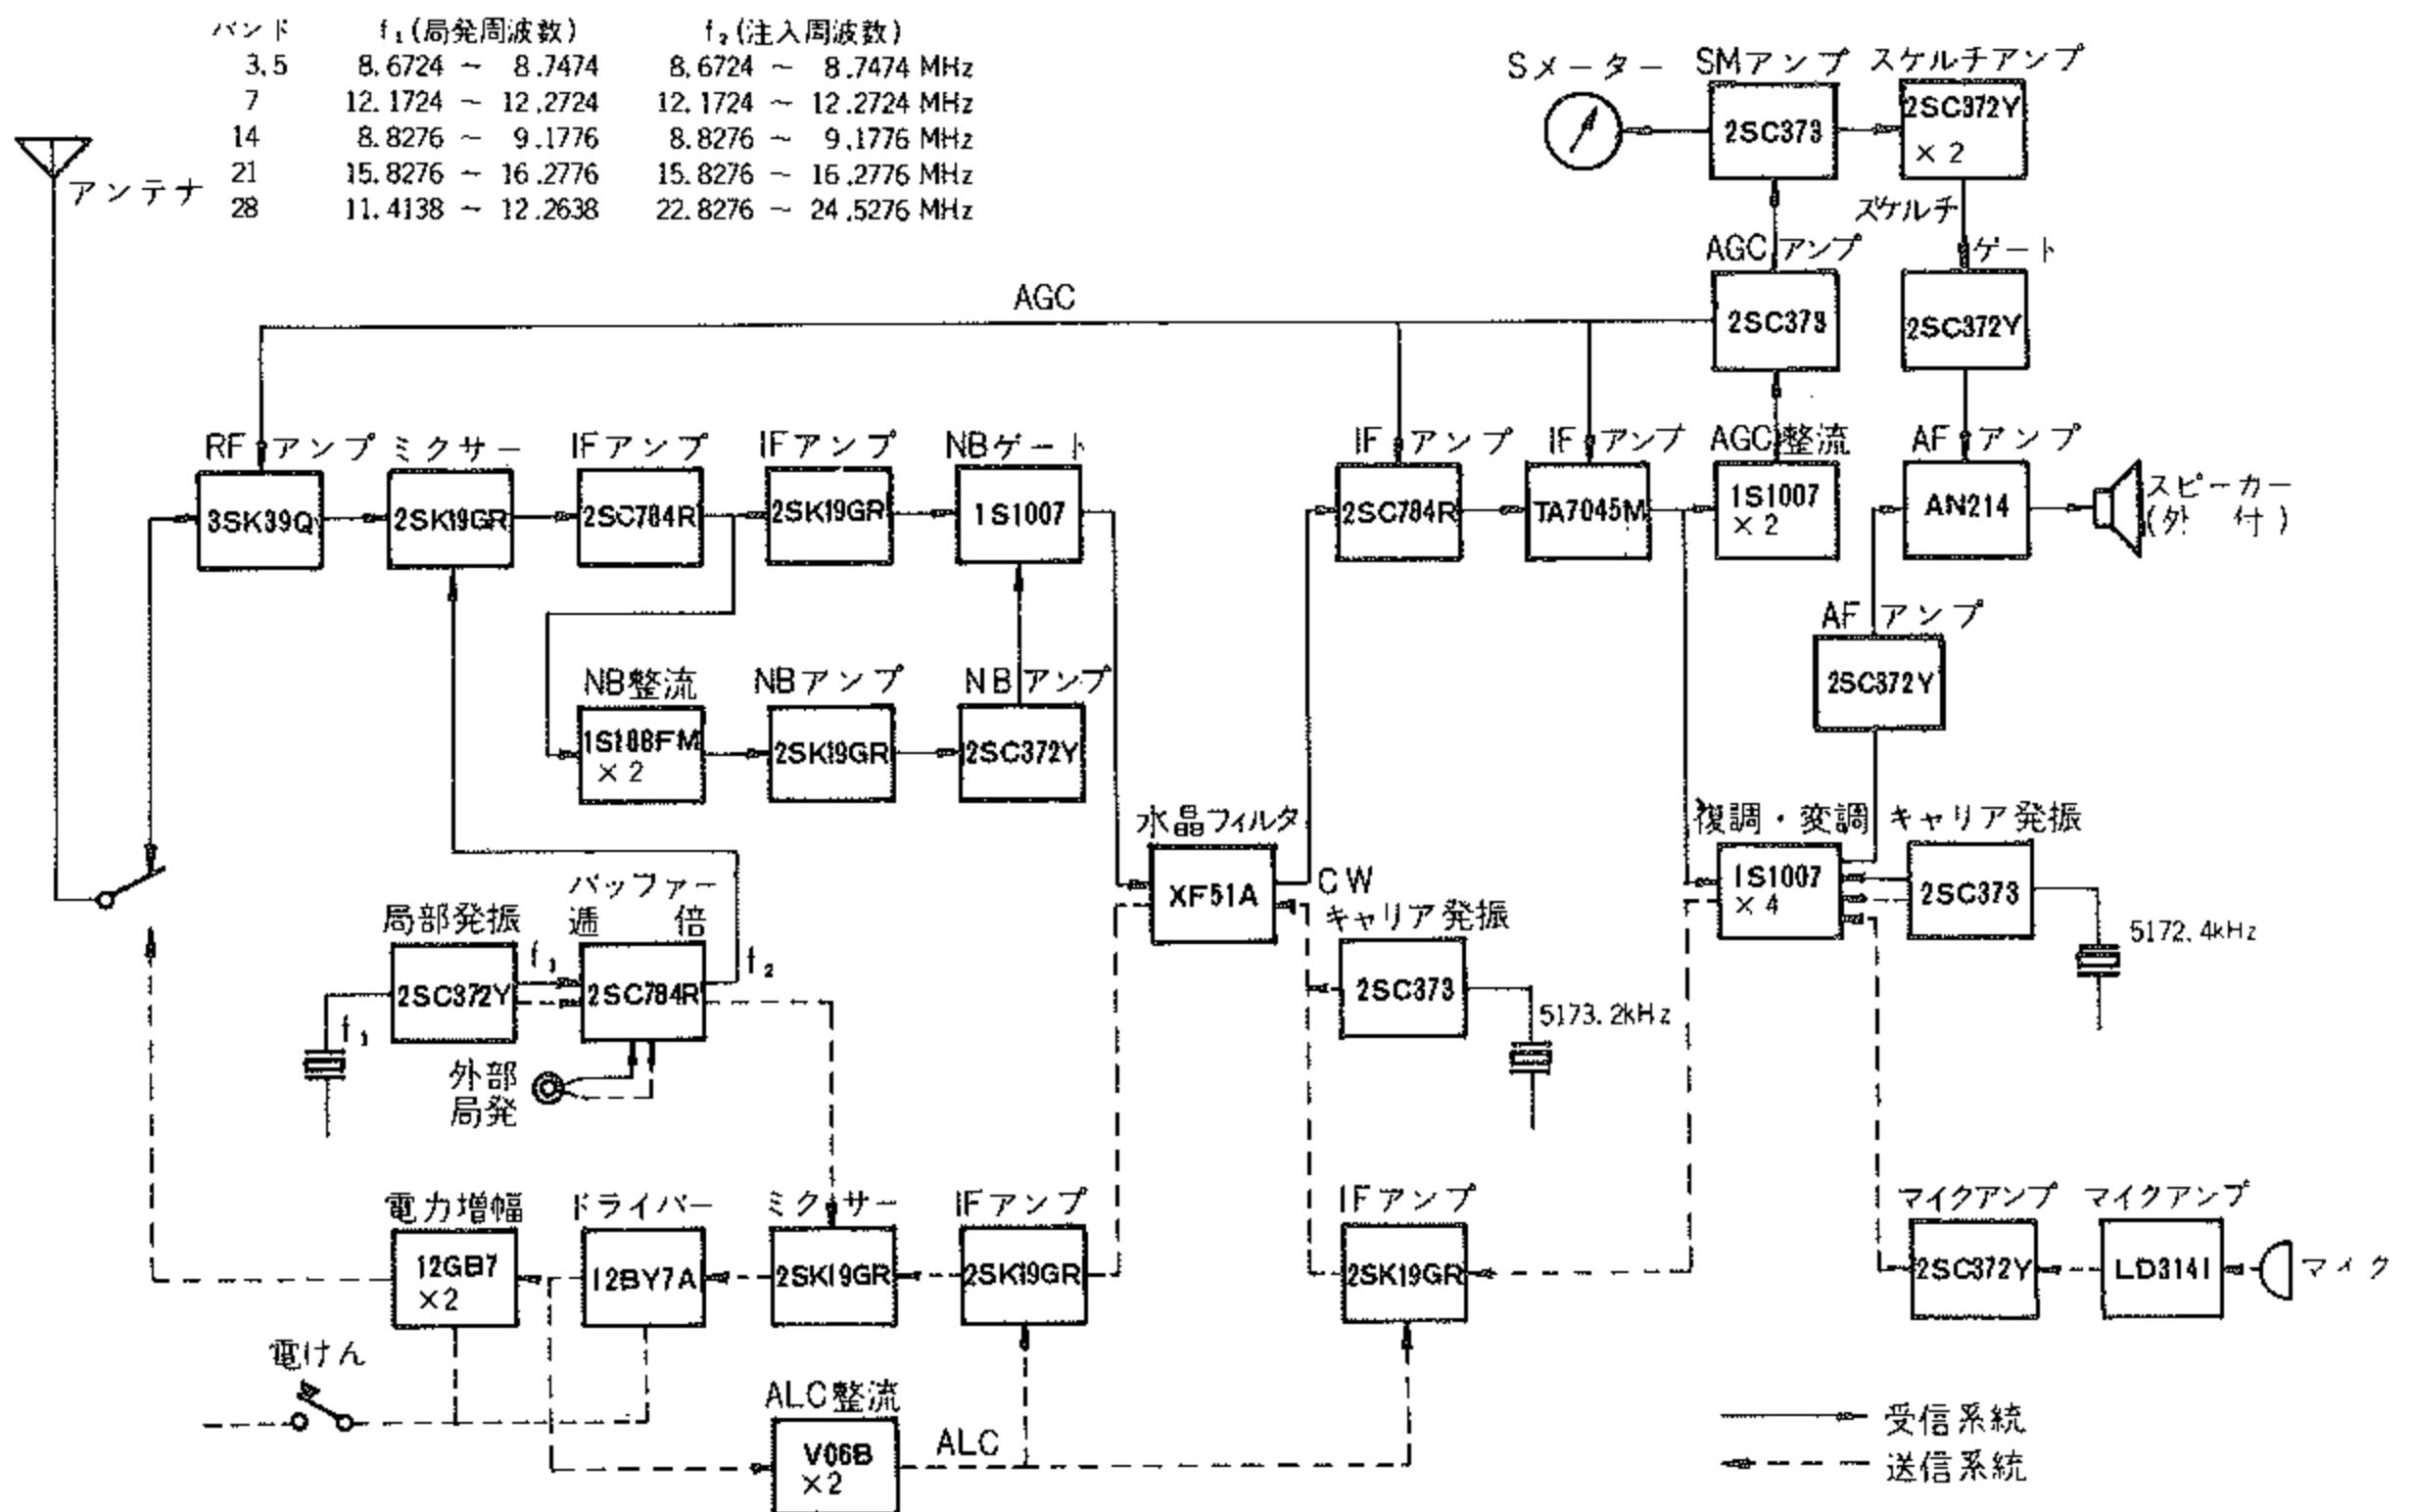 バンド f₁(局発周波数) f₂(注入周波数)
3.5 8.6724 ~ 8.7474 8.6724 ~ 8.7474 MHz
7 12.1724 ~ 12.2724 12.1724 ~ 12.2724 MHz
14 8.8276 ~ 9.1776 8.8276 ~ 9.1776 MHz
21 15.8276 ~ 16.2776 15.8276 ~ 16.2776 MHz
28 11.4138 ~ 12.2638 22.8276 ~ 24.5276 MHz
アンテナ
Sメーター
SMアンプ
2SC373
スケルチアンプ
2SC372Y
×2
スケルチ
ゲート
2SC372Y
AGCアンプ
2SC373
AGC
RFアンプ
3SK39Q
ミクサー
2SK19GR
IFアンプ
2SC784R
IFアンプ
2SK19GR
NBゲート
1S1007
IFアンプ
2SC784R
IFアンプ
TA7045M
AGC整流
1S1007
×2
AFアンプ
AN214
スピーカー
(外付)
AFアンプ
2SC372Y
NB整流
1S188FM
×2
NBアンプ
2SK19GR
NBアンプ
2SC372Y
水晶フィルタ
XF51A
CW
キャリア発振
2SC373
5173.2kHz
復調・変調
1S1007
×4
キャリア発振
2SC373
5172.4kHz
局部発振
2SC372Y
f₁
f₁
バッファー
逓倍
2SC784R
f₂
外部
局発
電力増幅
12GB7
×2
ドライバー
12BY7A
ミクサー
2SK19GR
IFアンプ
2SK19GR
IFアンプ
2SK19GR
マイクアンプ
2SC372Y
マイクアンプ
LD3141
マイク
電けん
ALC整流
V06B
×2
ALC
受信系統
送信系統